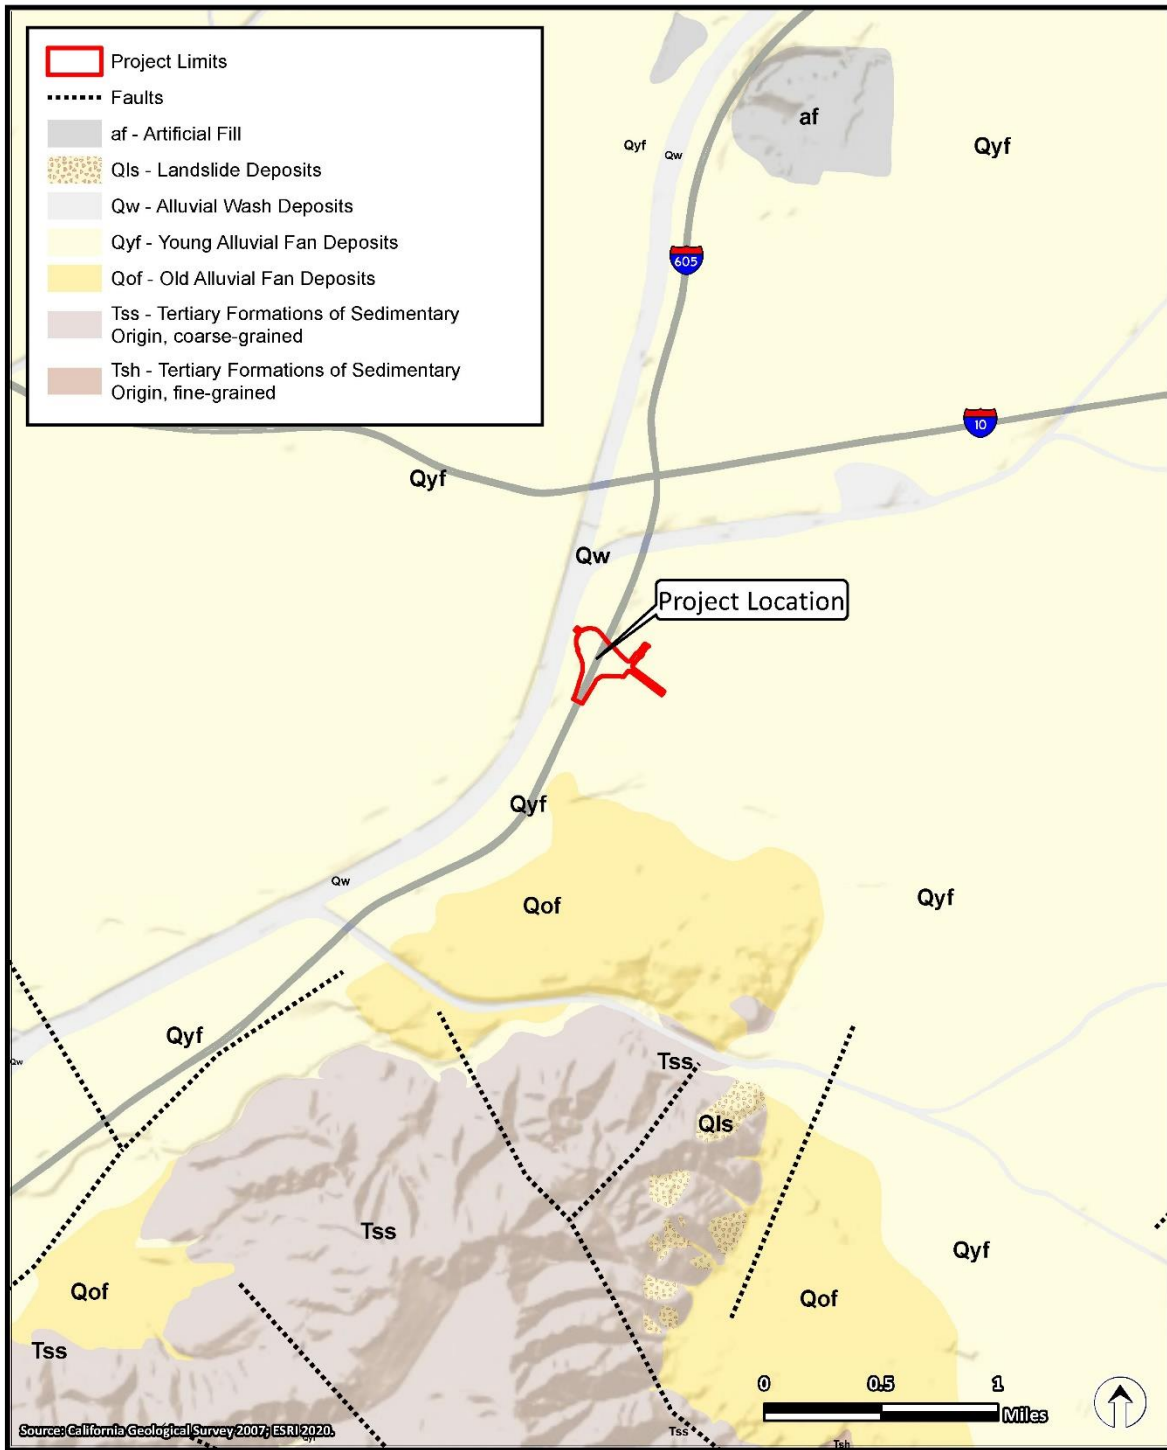 Project Limits
Faults
af - Artificial Fill
Qls - Landslide Deposits
Qw - Alluvial Wash Deposits
Qyf - Young Alluvial Fan Deposits
Qof - Old Alluvial Fan Deposits
Tss - Tertiary Formations of Sedimentary
Origin, coarse-grained
Tsh - Tertiary Formations of Sedimentary
Origin, fine-grained
af
Qyf
Qw
Qyf
605
10
Qyf
Qw
Project Location
Qyf
Qw
Qof
Qyf
Qyf
Qw
Tss
Qls
Tss
Qyf
Qof
Qof
Tss
0 0.5 1
Miles
Source: California Geological Survey 2007; ESRI 2020.
Qyf
Tss
Tsh